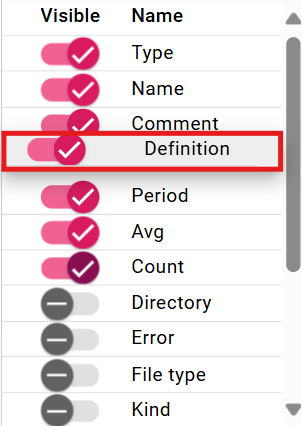 Visible Name
Type
Name
Comment
Definition
Period
Avg
Count
Directory
Error
File type
Kind